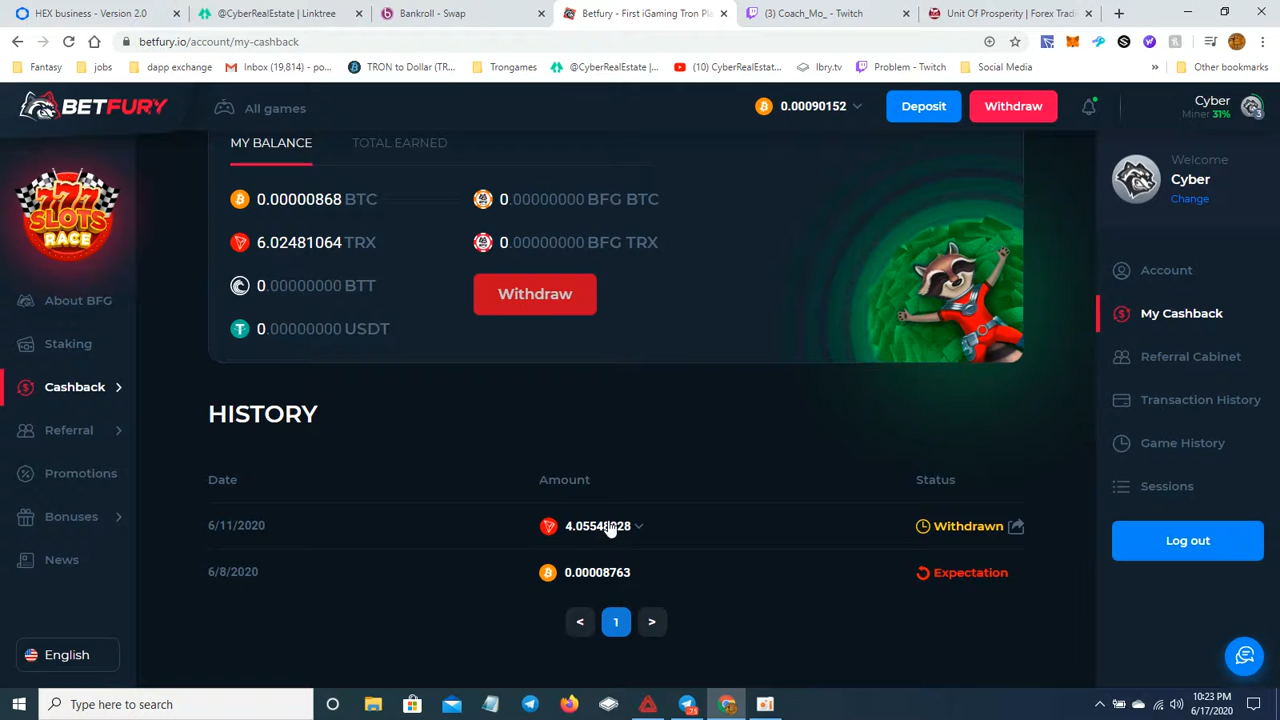 HEX business - Version 2.0
@CyberRealEstate | Linktree
Bankroll - Swap
Betfury - First iGaming Tron Pla
(3) Coach_Mo_ - Twitch
Unit Of Prosperity | Forex Tradi
betfury.io/account/my-cashback
Fantasy
jobs
dapp exchange
Inbox (19,814) - po...
TRON to Dollar (TR...
Trongames
@CyberRealEstate |...
(10) CyberRealEstat...
lbry.tv
Problem - Twitch
Social Media
»
Other bookmarks
BETFURY
All games
0.00090152
Deposit
Withdraw
Cyber
Miner 31%
3
MY BALANCE
TOTAL EARNED
777
SLOTS
RACE
0.00000868 BTC
0.00000000 BFG BTC
6.02481064 TRX
0.00000000 BFG TRX
0.00000000 BTT
Withdraw
0.00000000 USDT
About BFG
Staking
Cashback
Referral
Promotions
Bonuses
News
English
HISTORY
Date
Amount
Status
6/11/2020
Withdrawn
6/8/2020
0.00008763
Expectation
<
1
>
Welcome
Cyber
Change
Account
My Cashback
Referral Cabinet
Transaction History
Game History
Sessions
Log out
Type here to search
10:23 PM
6/17/2020